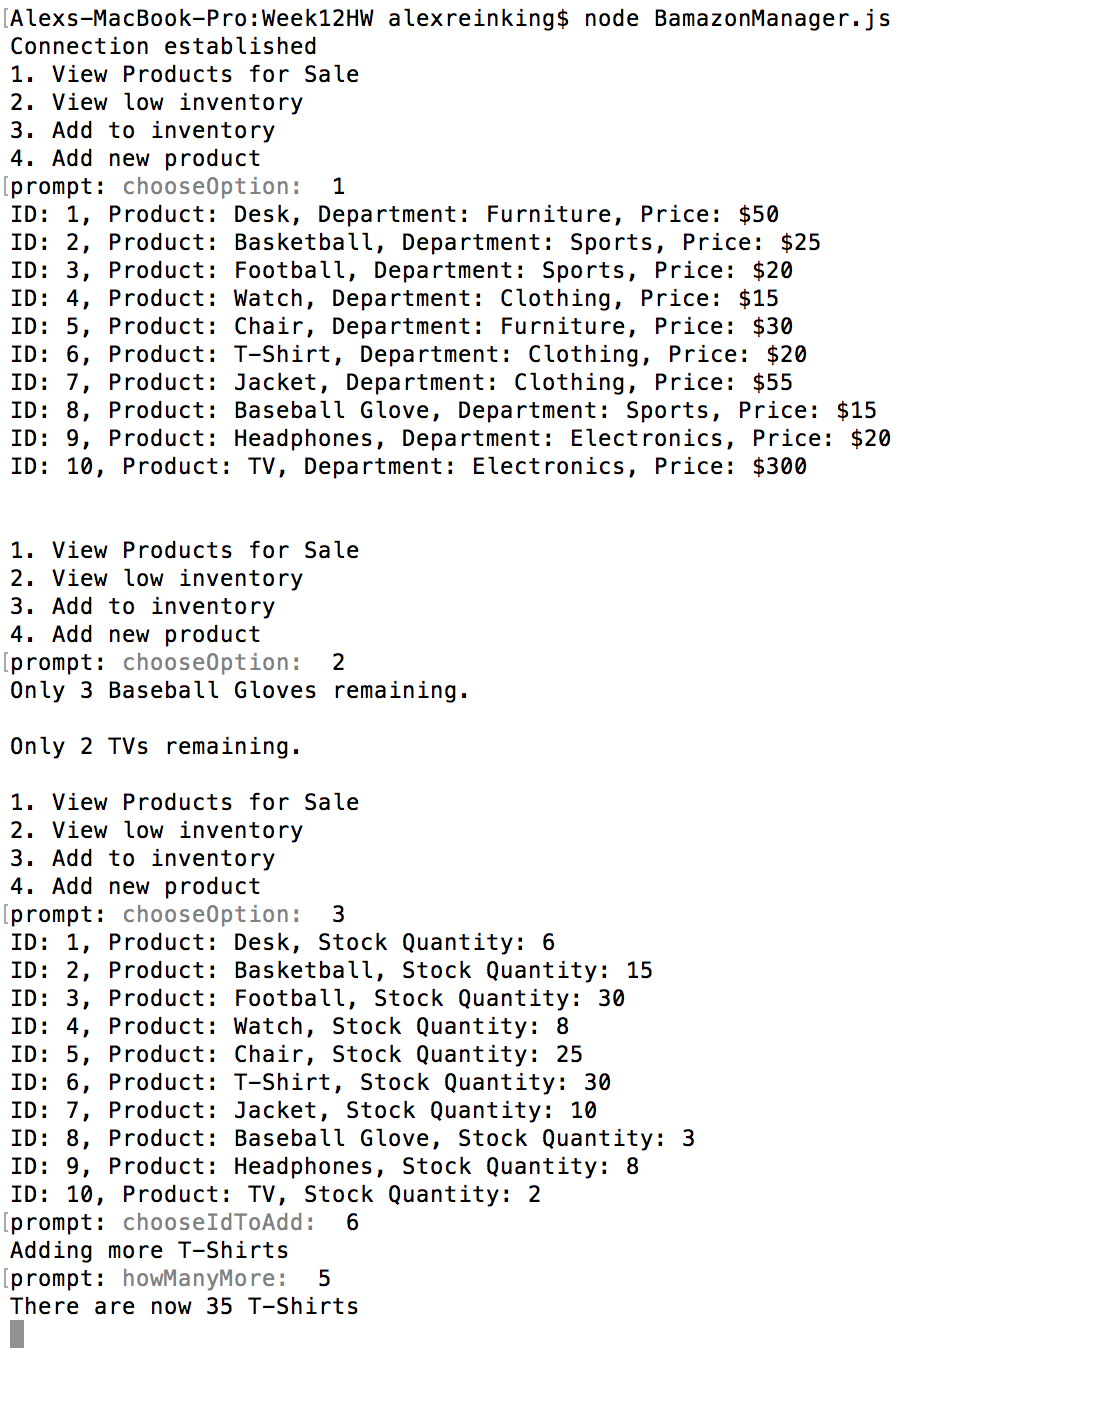 [Alexs-MacBook-Pro:Week12HW alexreinking$ node BamazonManager.js
Connection established
1. View Products for Sale
2. View low inventory
3. Add to inventory
4. Add new product
[prompt: chooseOption:  1
ID: 1, Product: Desk, Department: Furniture, Price: $50
ID: 2, Product: Basketball, Department: Sports, Price: $25
ID: 3, Product: Football, Department: Sports, Price: $20
ID: 4, Product: Watch, Department: Clothing, Price: $15
ID: 5, Product: Chair, Department: Furniture, Price: $30
ID: 6, Product: T-Shirt, Department: Clothing, Price: $20
ID: 7, Product: Jacket, Department: Clothing, Price: $55
ID: 8, Product: Baseball Glove, Department: Sports, Price: $15
ID: 9, Product: Headphones, Department: Electronics, Price: $20
ID: 10, Product: TV, Department: Electronics, Price: $300
1. View Products for Sale
2. View low inventory
3. Add to inventory
4. Add new product
[prompt: chooseOption:  2
Only 3 Baseball Gloves remaining.
Only 2 TVs remaining.
1. View Products for Sale
2. View low inventory
3. Add to inventory
4. Add new product
[prompt: chooseOption:  3
ID: 1, Product: Desk, Stock Quantity: 6
ID: 2, Product: Basketball, Stock Quantity: 15
ID: 3, Product: Football, Stock Quantity: 30
ID: 4, Product: Watch, Stock Quantity: 8
ID: 5, Product: Chair, Stock Quantity: 25
ID: 6, Product: T-Shirt, Stock Quantity: 30
ID: 7, Product: Jacket, Stock Quantity: 10
ID: 8, Product: Baseball Glove, Stock Quantity: 3
ID: 9, Product: Headphones, Stock Quantity: 8
ID: 10, Product: TV, Stock Quantity: 2
[prompt: chooseIdToAdd:  6
Adding more T-Shirts
[prompt: howManyMore:  5
There are now 35 T-Shirts